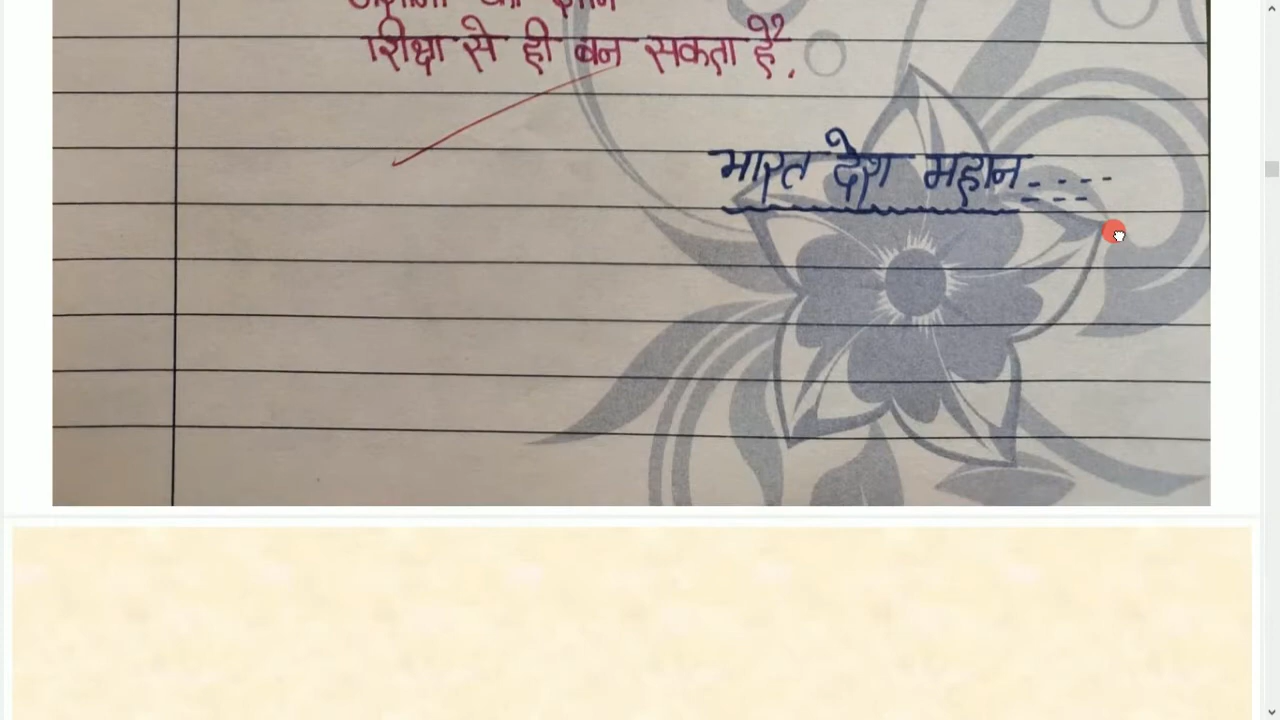 रिक्षा से ही बन सकता है.
भारत देश महान----